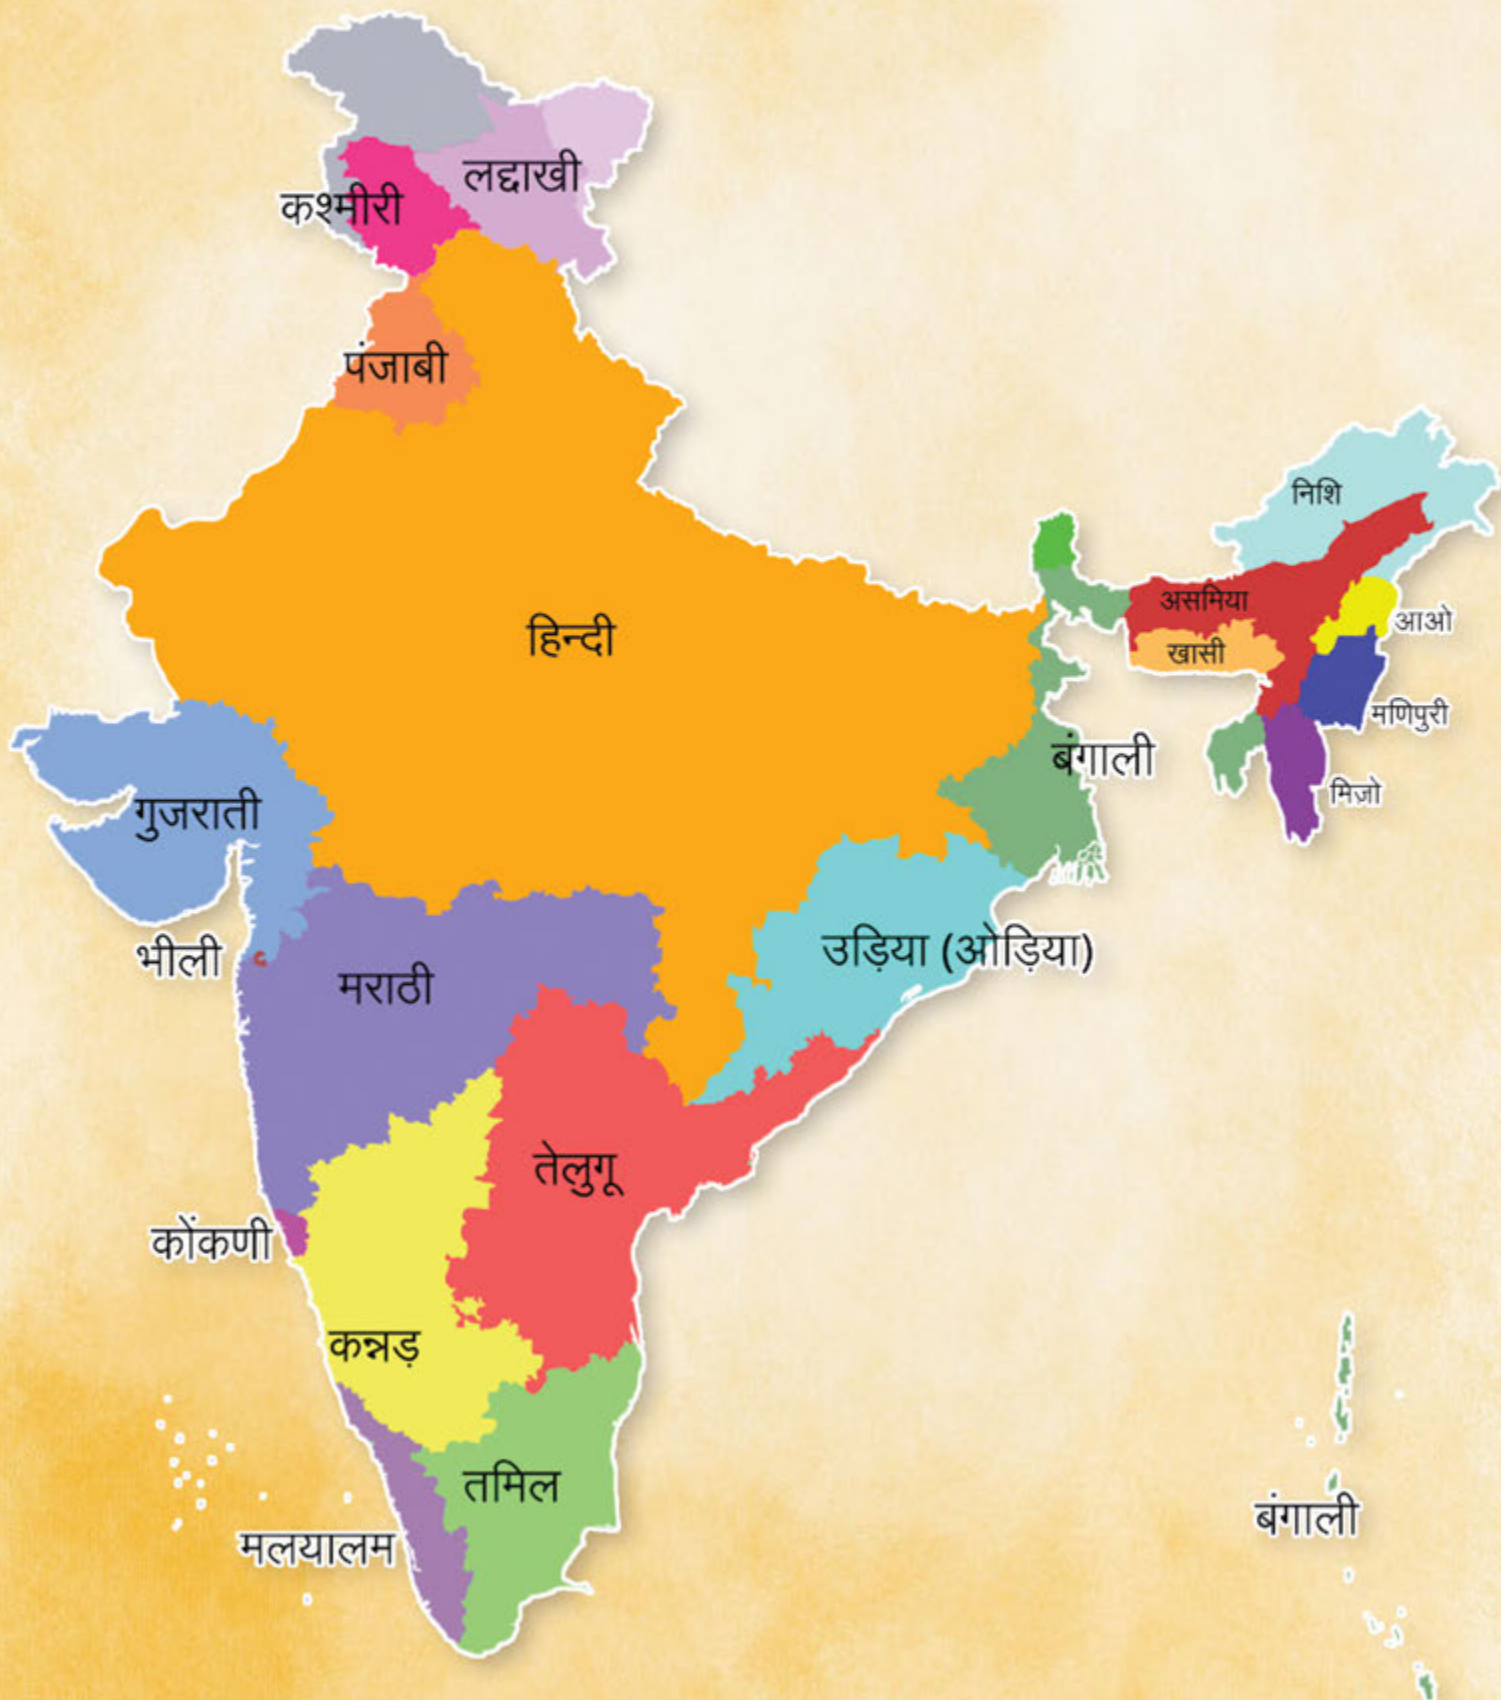 लद्दाखी
कश्मीरी
पंजाबी
निशि
असमिया
आओ
हिन्दी
खासी
मणिपुरी
बंगाली
मिज़ो
गुजराती
उड़िया (ओड़िया)
भीली
मराठी
तेलुगू
कोंकणी
कन्नड़
तमिल
बंगाली
मलयालम